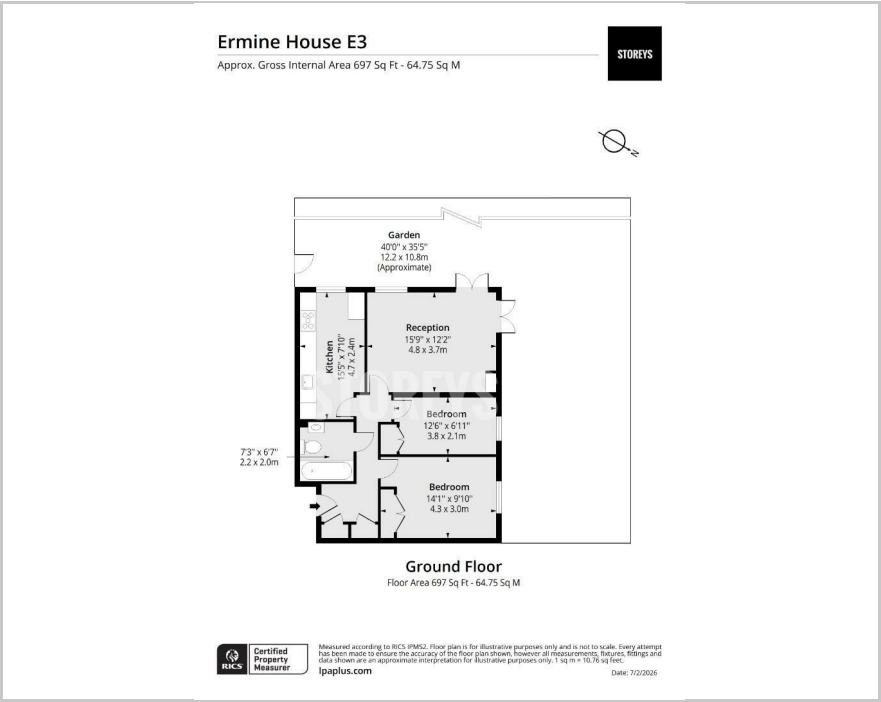 Ermine House E3
Approx. Gross Internal Area 697 Sq Ft - 64.75 Sq M
STOREYS
N
Garden
40'0" x 35'5"
12.2 x 10.8m
(Approximate)
Reception
15'9" x 12'2"
4.8 x 3.7m
Kitchen
15'5" x 7'10"
4.7 x 2.4m
STOREYS
Bedroom
12'6" x 6'11"
3.8 x 2.1m
7'3" x 6'7"
2.2 x 2.0m
Bedroom
14'1" x 9'10"
4.3 x 3.0m
Ground Floor
Floor Area 697 Sq Ft - 64.75 Sq M
RICS
Certified
Property
Measurer
Measured according to RICS IPMS2. Floor plan is for illustrative purposes only and is not to scale. Every attempt
has been made to ensure the accuracy of the floor plan shown, however all measurements, fixtures, fittings and
data shown are an approximate interpretation for illustrative purposes only. 1 sq m = 10.76 sq feet.
lpaplus.com
Date: 7/2/2026